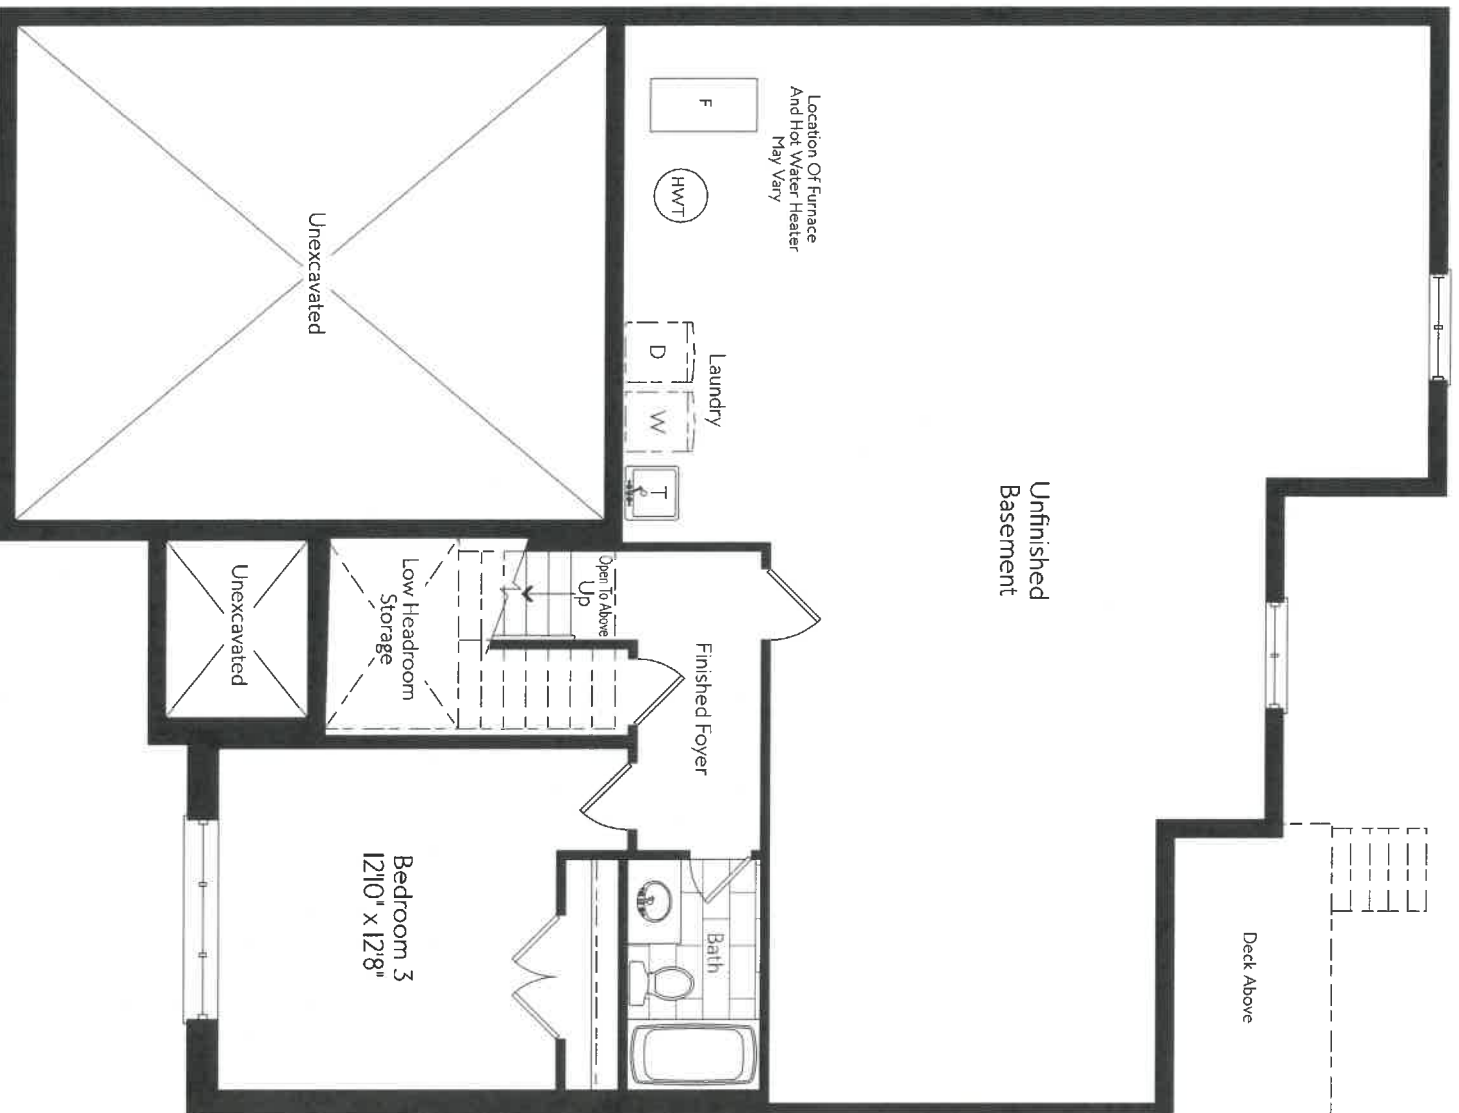 Location Of Furnace
And Hot Water Heater
May Vary
F
HWT
Unexcavated
D
W
T
Laundry
Unfinished
Basement
Open To Above
Up
Low Headroom
Storage
Unexcavated
Finished Foyer
Bedroom 3
12'10" x 12'8"
Bath
Deck Above